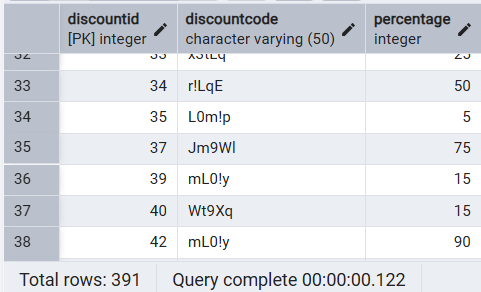 discountid discountcode percentage
[PK] integer character varying (50) integer
32 33 x3tLq 25
33 34 r!LqE 50
34 35 L0m!p 5
35 37 Jm9Wl 75
36 39 mL0!y 15
37 40 Wt9Xq 15
38 42 mL0!y 90
Total rows: 391 Query complete 00:00:00.122